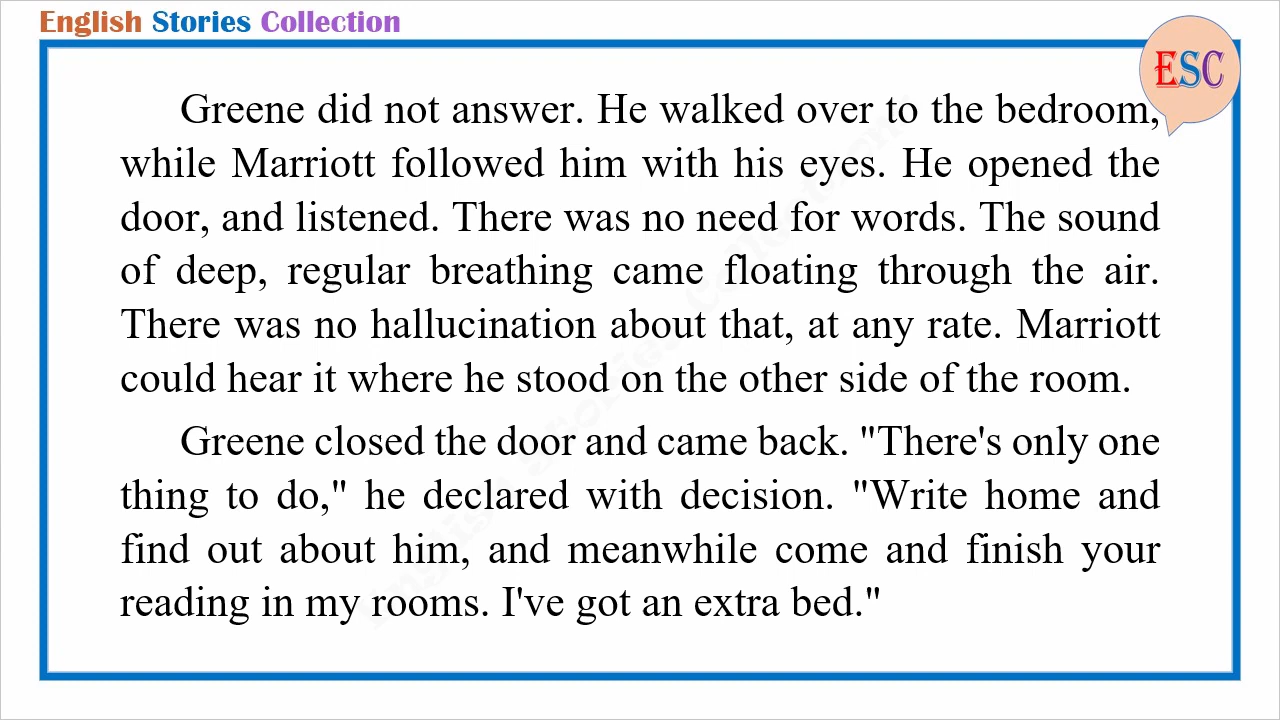 English Stories Collection
ESC
Greene did not answer. He walked over to the bedroom,
while Marriott followed him with his eyes. He opened the
door, and listened. There was no need for words. The sound
of deep, regular breathing came floating through the air.
There was no hallucination about that, at any rate. Marriott
could hear it where he stood on the other side of the room.
Greene closed the door and came back. "There's only one
thing to do," he declared with decision. "Write home and
find out about him, and meanwhile come and finish your
reading in my rooms. I've got an extra bed."